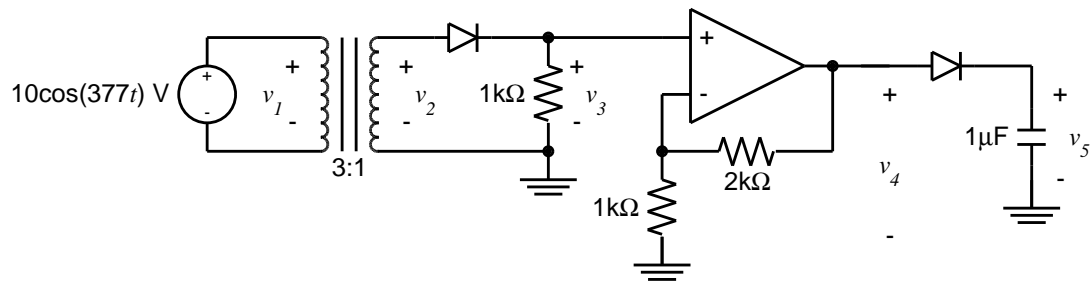 10cos(377t) V
+
-
+
v1
-
3:1
+
v2
-
1kΩ
+
v3
-
+
-
2kΩ
1kΩ
+
v4
-
1µF
+
v5
-